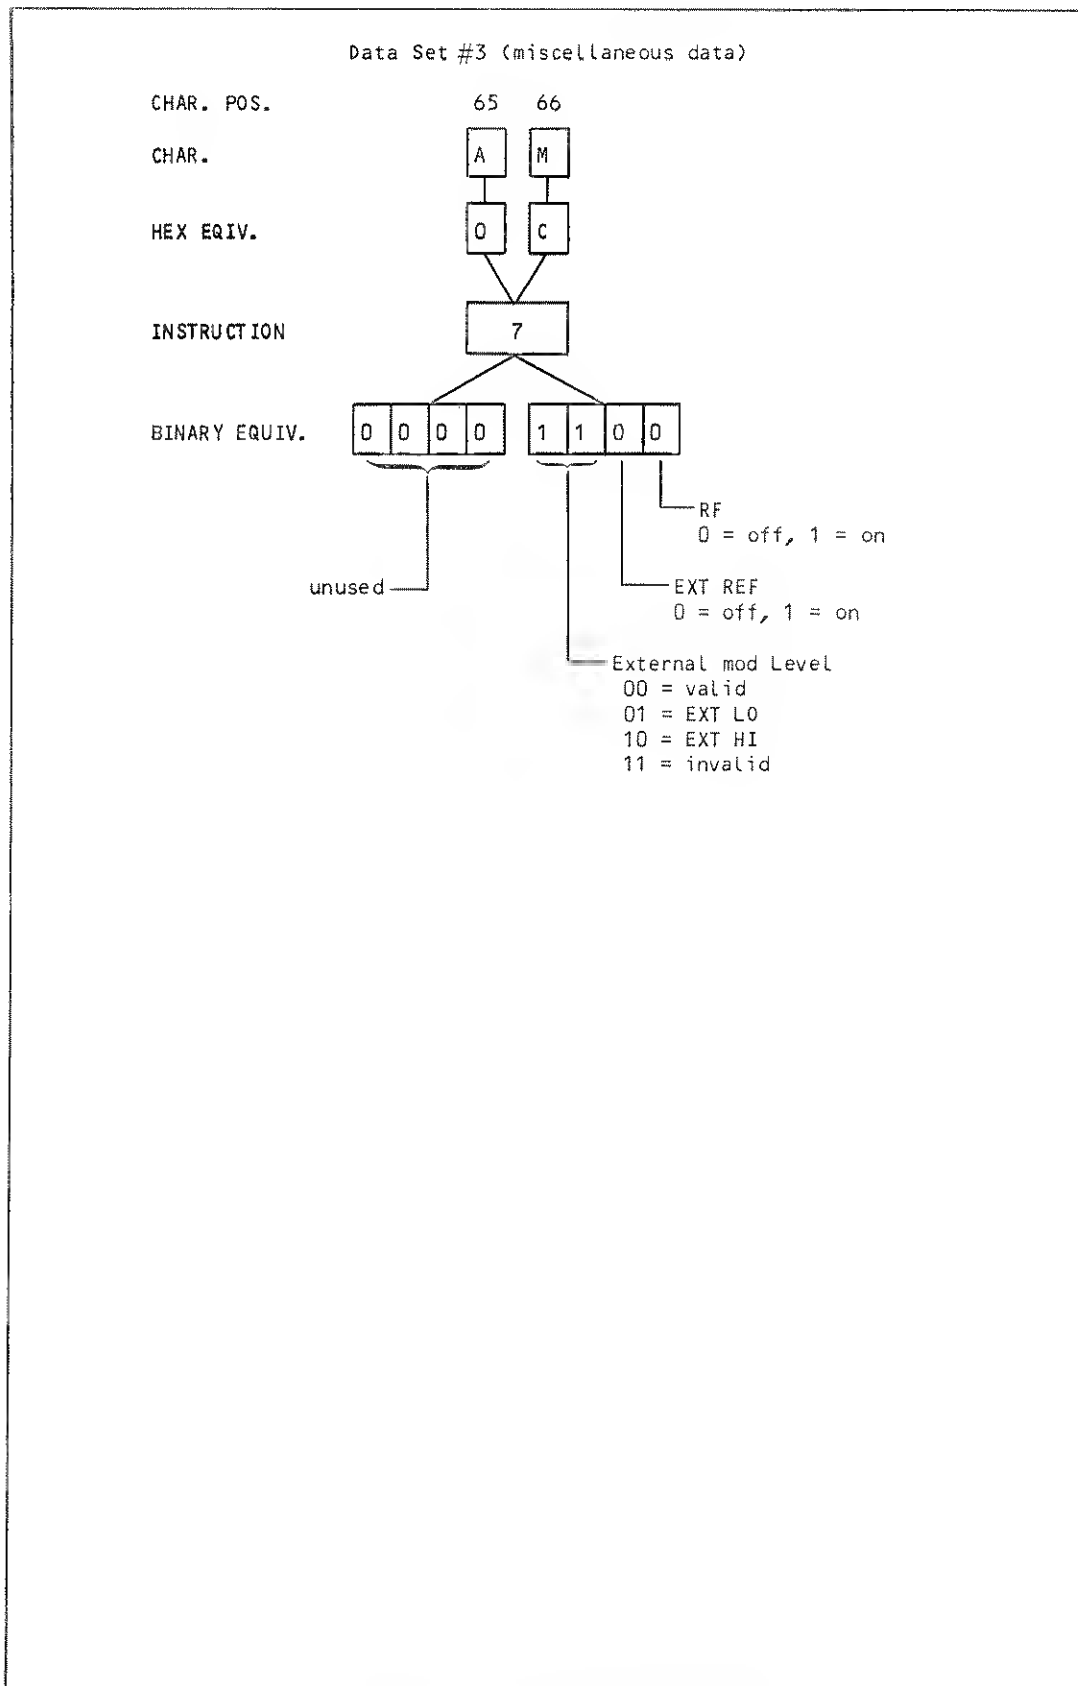 Data Set #3 (miscellaneous data)
CHAR. POS. 65 66
CHAR. A M
HEX EQIV. 0 C
INSTRUCTION 7
BINARY EQUIV. 0 0 0 0 1 1 0 0
RF
0 = off, 1 = on
unused
EXT REF
0 = off, 1 = on
External mod Level
00 = valid
01 = EXT LO
10 = EXT HI
11 = invalid